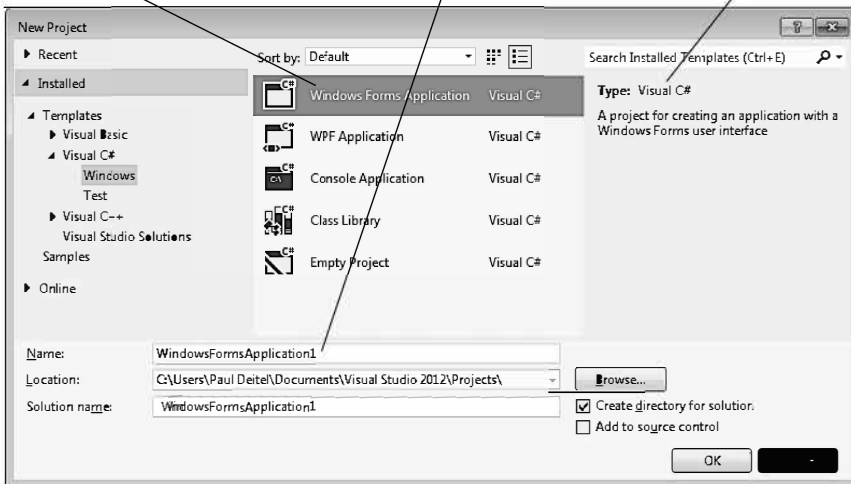 New Project
Recent
Installed
Templates
Visual Basic
Visual C#
Windows
Test
Visual C++
Visual Studio Solutions
Samples
Online
Sort by: Default
Windows Forms Application Visual C#
WPF Application Visual C#
Console Application Visual C#
Class Library Visual C#
Empty Project Visual C#
Search Installed Templates (Ctrl+E)
Type: Visual C#
A project for creating an application with a
Windows Forms user interface
Name: WindowsFormsApplication1
Location: C:\Users\Paul Deitel\Documents\Visual Studio 2012\Projects\
Browse...
Solution name: WindowsFormsApplication1
Create directory for solution
Add to source control
OK